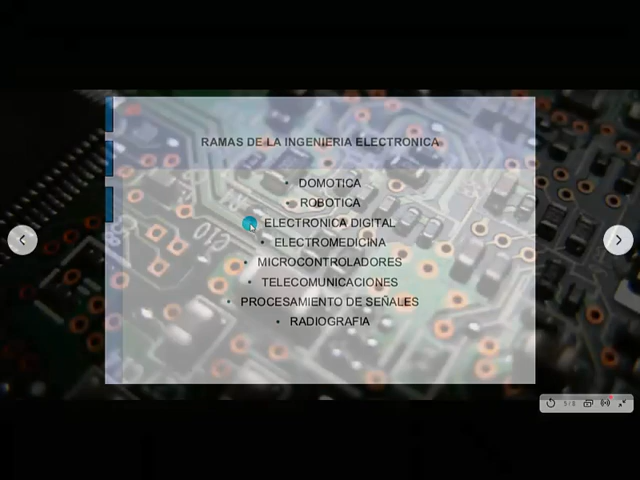 RAMAS DE LA INGENIERIA ELECTRONICA
• DOMOTICA
• ROBOTICA
ELECTRONICA DIGITAL
• ELECTROMEDICINA
• MICROCONTROLADORES
• TELECOMUNICACIONES
• PROCESAMIENTO DE SEÑALES
• RADIOGRAFIA